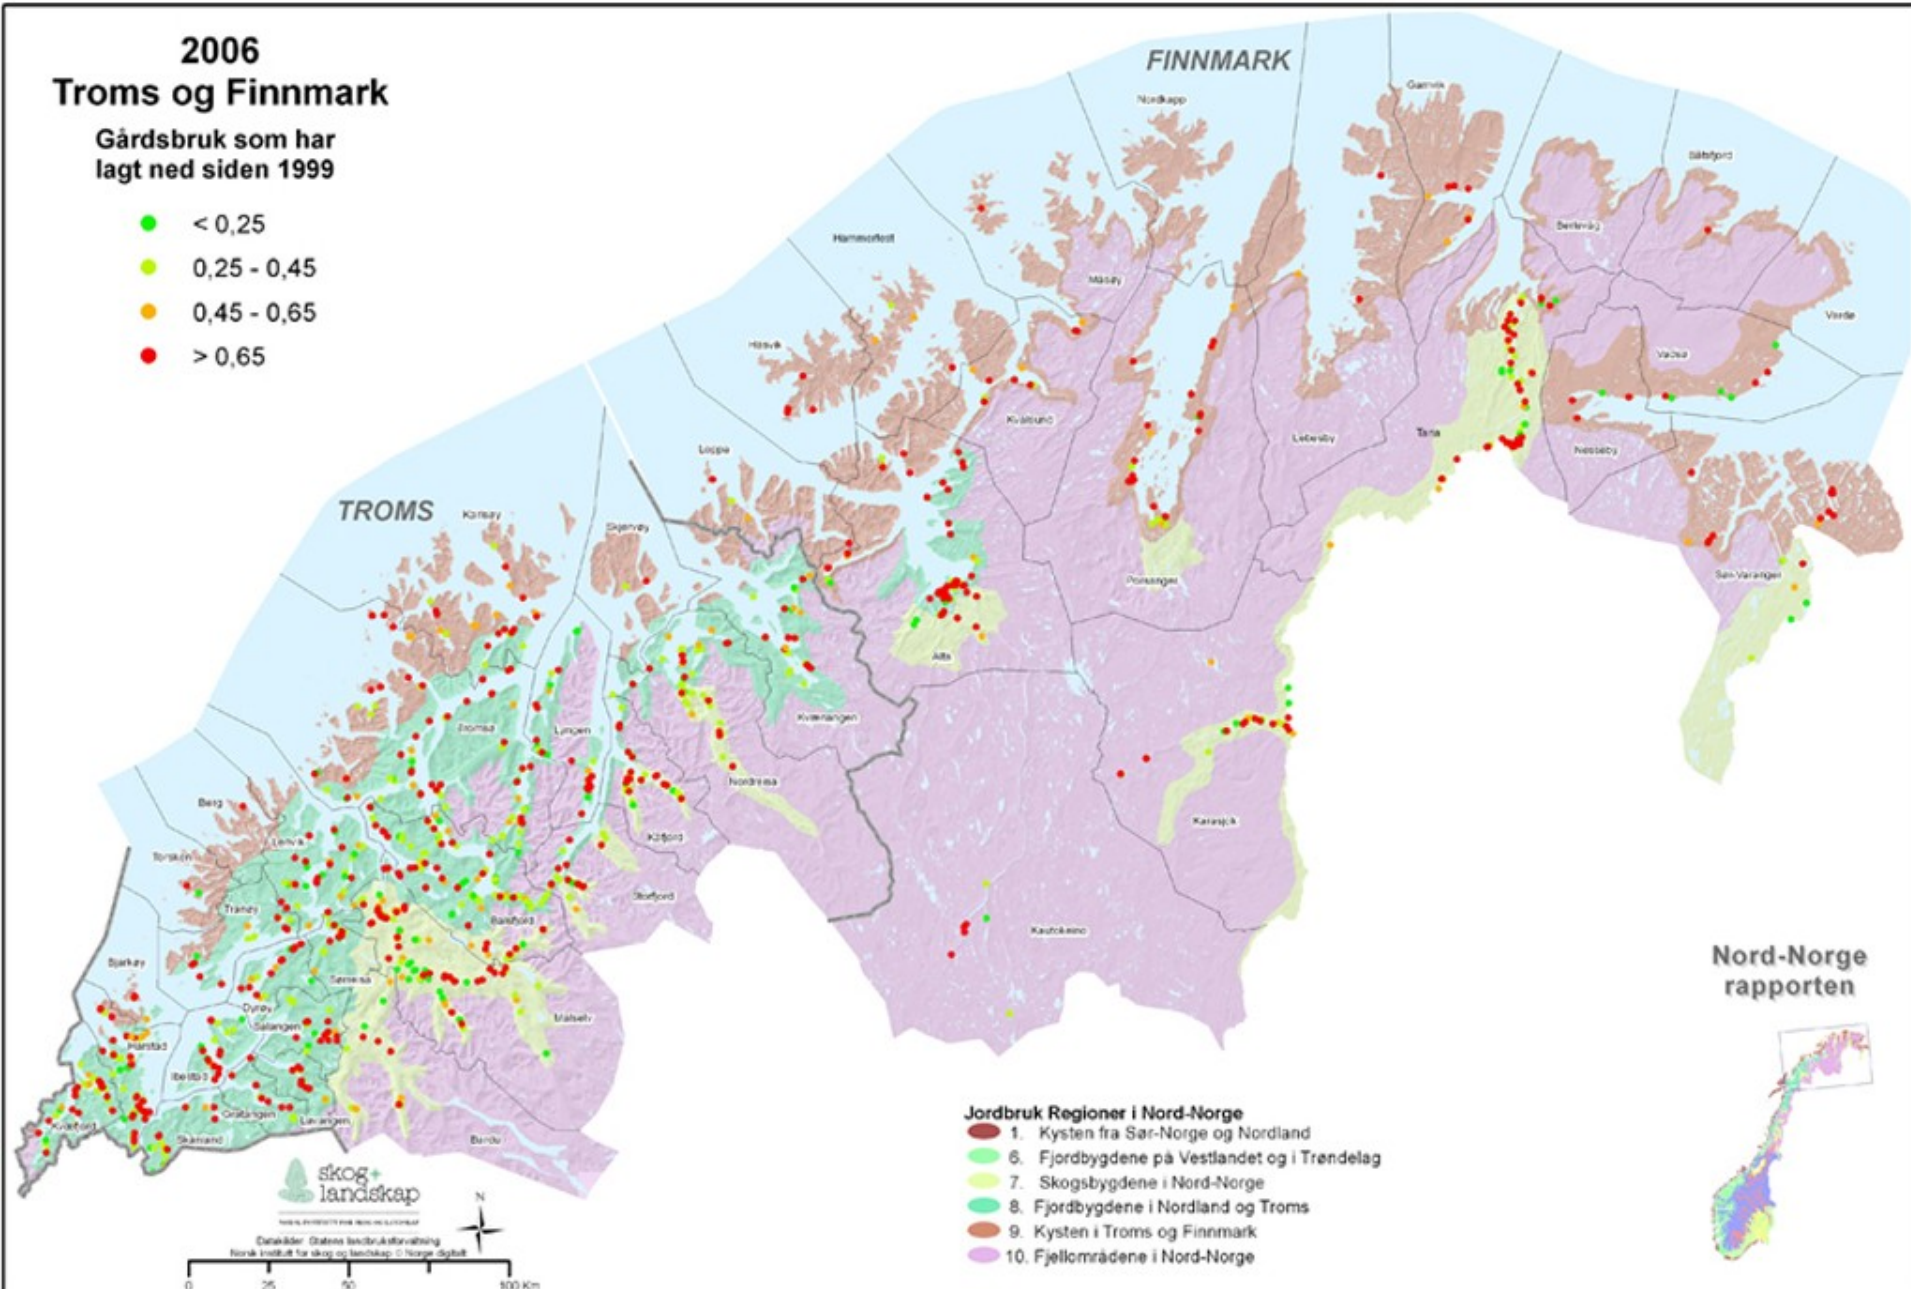 2006
Troms og Finnmark
Gårdsbruk som har
lagt ned siden 1999
< 0,25
0,25 - 0,45
0,45 - 0,65
> 0,65
FINNMARK
Gamvik
Nordkapp
Båtsfjord
Berlevåg
Hammerfest
Måsøy
Vardø
Hasvik
Vadsø
Kvalsund
Lebesby
Tana
Nesseby
Loppa
TROMS
Karlsøy
Skjervøy
Porsanger
Sør-Varanger
Alta
Kvænangen
Tromsø
Lyngen
Nordreisa
Berg
Karasjok
Kåfjord
Lenvik
Torsken
Storfjord
Tranøy
Balsfjord
Kautokeino
Bjarkøy
Sørreisa
Nord-Norge
rapporten
Dyrøy
Målselv
Salangen
Harstad
Ibestad
Gratangen
Lavangen
Kvæfjord
Skånland
Bardu
Jordbruk Regioner i Nord-Norge
1. Kysten fra Sør-Norge og Nordland
6. Fjordbygdene på Vestlandet og i Trøndelag
7. Skogsbygdene i Nord-Norge
8. Fjordbygdene i Nordland og Troms
9. Kysten i Troms og Finnmark
10. Fjellområdene i Nord-Norge
skog+
landskap
N
Datakilder: Statens landbruksforvaltning
Norsk institutt for skog og landskap © Norge digitalt
0 25 50 100 Km